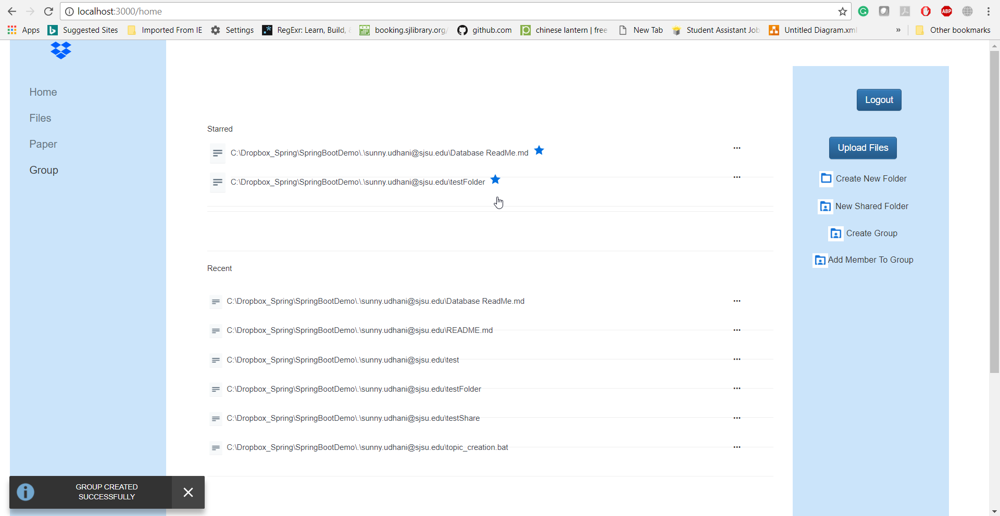 localhost:3000/home
Apps Suggested Sites Imported From IE Settings RegExr: Learn, Build, booking.sjlibrary.org/ github.com chinese lantern | free New Tab Student Assistant Job Untitled Diagram.xml » Other bookmarks
ABP
Home
Files
Paper
Group
Starred
C:\Dropbox_Spring\SpringBootDemo\.\sunny.udhani@sjsu.edu\Database ReadMe.md ...
C:\Dropbox_Spring\SpringBootDemo\.\sunny.udhani@sjsu.edu\testFolder ...
Recent
C:\Dropbox_Spring\SpringBootDemo\.\sunny.udhani@sjsu.edu\Database ReadMe.md ...
C:\Dropbox_Spring\SpringBootDemo\.\sunny.udhani@sjsu.edu\README.md ...
C:\Dropbox_Spring\SpringBootDemo\.\sunny.udhani@sjsu.edu\test ...
C:\Dropbox_Spring\SpringBootDemo\.\sunny.udhani@sjsu.edu\testFolder ...
C:\Dropbox_Spring\SpringBootDemo\.\sunny.udhani@sjsu.edu\testShare ...
C:\Dropbox_Spring\SpringBootDemo\.\sunny.udhani@sjsu.edu\topic_creation.bat ...
Logout
Upload Files
Create New Folder
New Shared Folder
Create Group
Add Member To Group
GROUP CREATED
SUCCESSFULLY